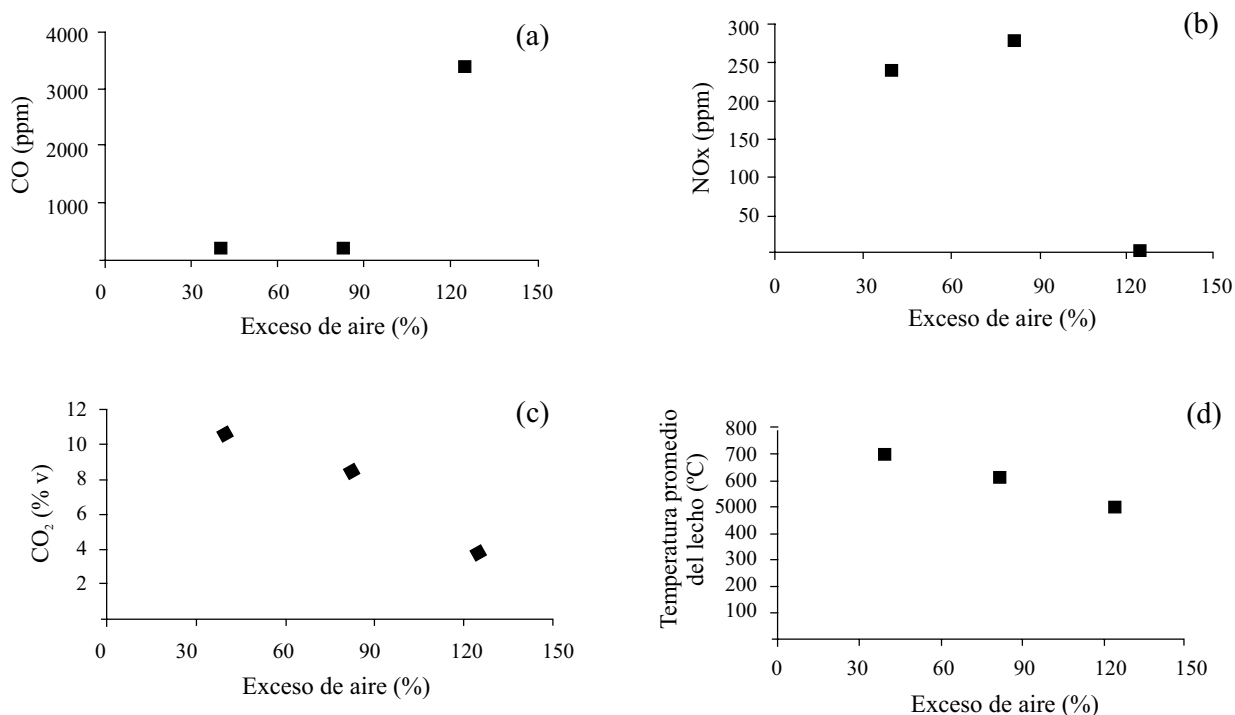 (a)
CO (ppm)
4000
3000
2000
1000
0 30 60 90 120 150
Exceso de aire (%)
(b)
NOx (ppm)
300
250
200
150
100
50
0 30 60 90 120 150
Exceso de aire (%)
(c)
CO2 (% v)
12
10
8
6
4
2
0 30 60 90 120 150
Exceso de aire (%)
(d)
Temperatura promedio
del lecho (ºC)
800
700
600
5000
400
300
200
100
0 30 60 90 120 150
Exceso de aire (%)